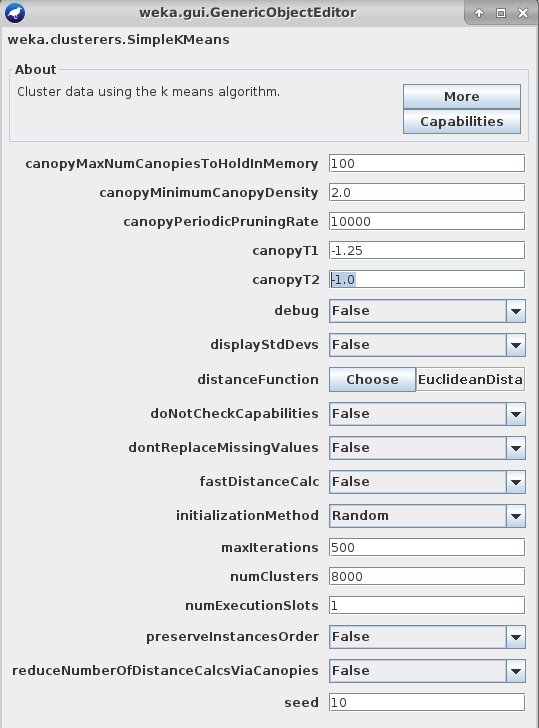 weka.gui.GenericObjectEditor
weka.clusterers.SimpleKMeans
About
Cluster data using the k means algorithm.
More
Capabilities
canopyMaxNumCanopiesToHoldInMemory 100
canopyMinimumCanopyDensity 2.0
canopyPeriodicPruningRate 10000
canopyT1 -1.25
canopyT2 -1.0
debug False
displayStdDevs False
distanceFunction Choose EuclideanDista
doNotCheckCapabilities False
dontReplaceMissingValues False
fastDistanceCalc False
initializationMethod Random
maxIterations 500
numClusters 8000
numExecutionSlots 1
preserveInstancesOrder False
reduceNumberOfDistanceCalcsViaCanopies False
seed 10